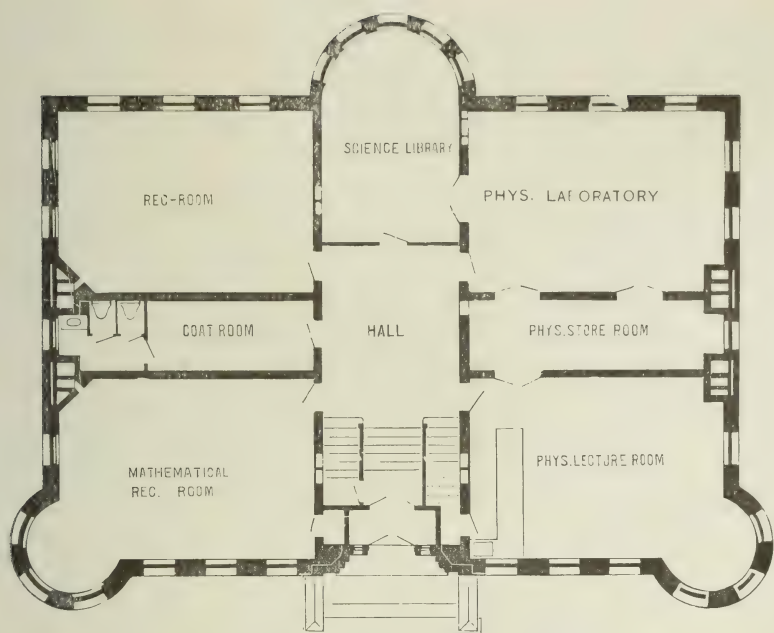 SCIENCE LIBRARY
REC-ROOM
PHYS. LABORATORY
COAT ROOM
HALL
PHYS. STORE ROOM
MATHEMATICAL
REC. ROOM
PHYS. LECTURE ROOM